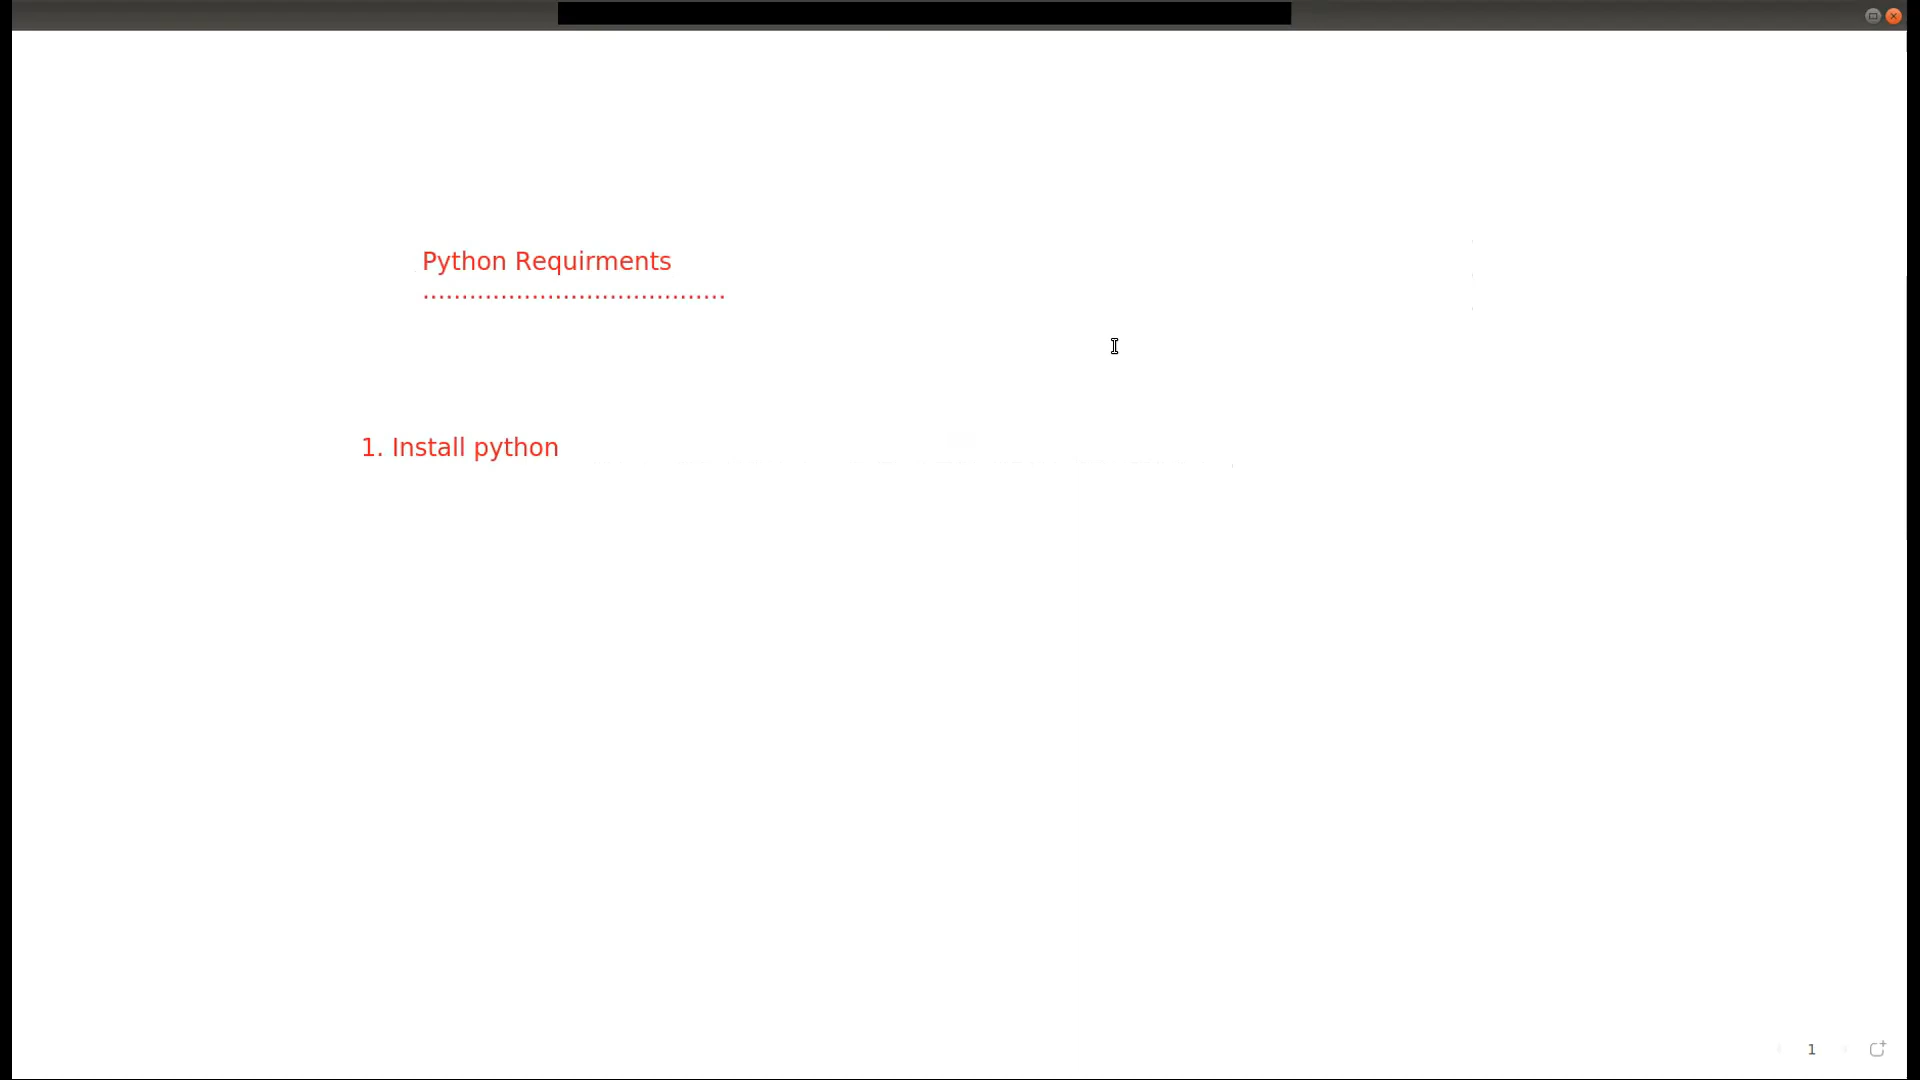 Python Requirments
.......................................
1. Install python
1